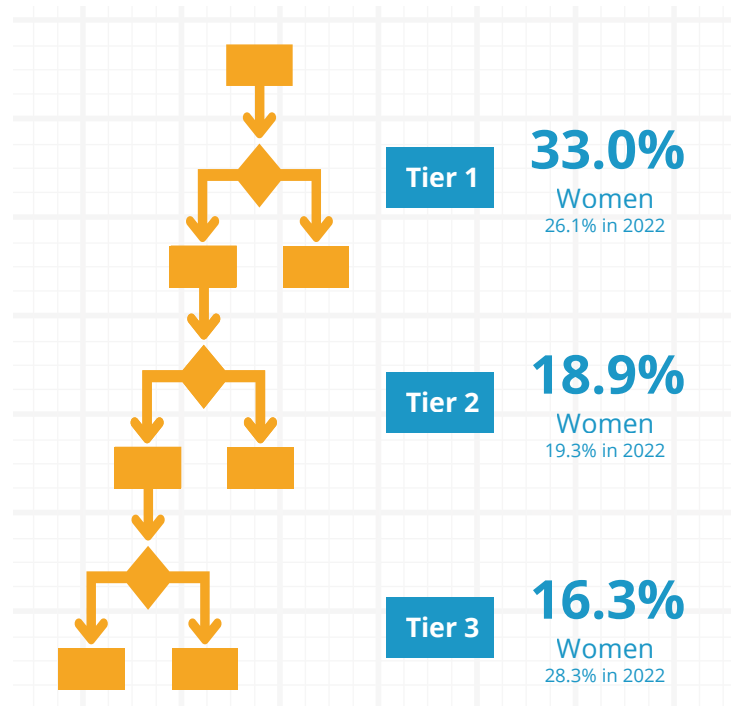 Tier 1
33.0%
Women
26.1% in 2022
Tier 2
18.9%
Women
19.3% in 2022
Tier 3
16.3%
Women
28.3% in 2022